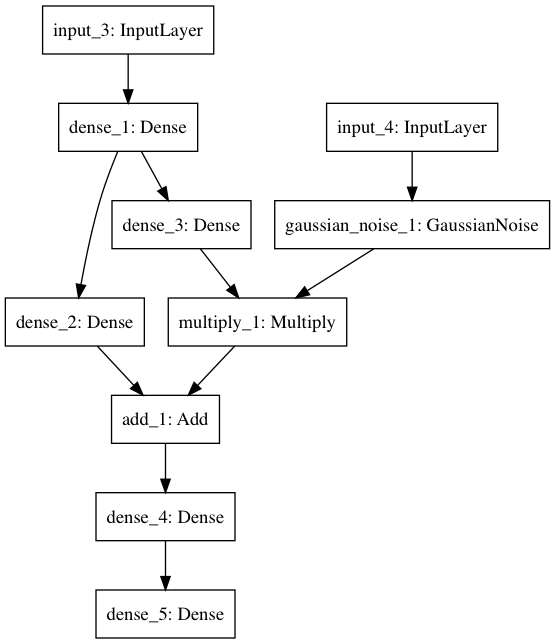 input_3: InputLayer
dense_1: Dense
input_4: InputLayer
dense_3: Dense
gaussian_noise_1: GaussianNoise
dense_2: Dense
multiply_1: Multiply
add_1: Add
dense_4: Dense
dense_5: Dense